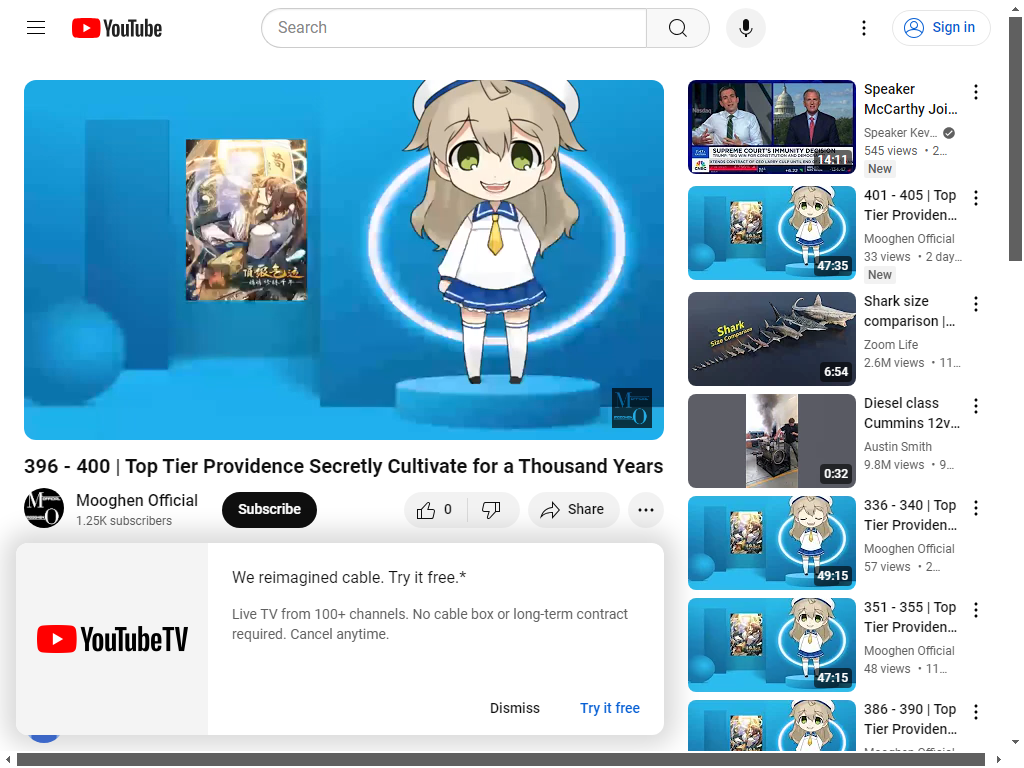 YouTube
Search
Sign in
396 - 400 | Top Tier Providence Secretly Cultivate for a Thousand Years
Mooghen Official
1.25K subscribers
Subscribe
0
Share
YouTubeTV
We reimagined cable. Try it free.*
Live TV from 100+ channels. No cable box or long-term contract
required. Cancel anytime.
Dismiss
Try it free
SUPREME COURT'S IMMUNITY DECISION
14:11
Speaker
McCarthy Joi...
Speaker Kev...
545 views • 2...
New
47:35
401 - 405 | Top
Tier Providen...
Mooghen Official
33 views • 2 day...
New
Shark
Size Comparison
6:54
Shark size
comparison |...
Zoom Life
2.6M views • 11...
0:32
Diesel class
Cummins 12v...
Austin Smith
9.8M views • 9...
49:15
336 - 340 | Top
Tier Providen...
Mooghen Official
57 views • 2...
47:15
351 - 355 | Top
Tier Providen...
Mooghen Official
48 views • 11...
386 - 390 | Top
Tier Providen...
Mooghen Official